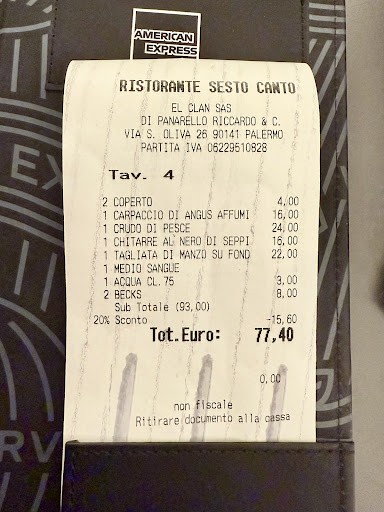 AMERICAN
EXPRESS
RISTORANTE SESTO CANTO
EL CLAN SAS
DI PANARELLO RICCARDO & C.
VIA S. OLIVA 26 90141 PALERMO
PARTITA IVA 06229510828
Tav. 4
2 COPERTO 4,00
1 CARPACCIO DI ANGUS AFFUMI 16,00
1 CRUDO DI PESCE 24,00
1 CHITARRE AL NERO DI SEPPI 16,00
1 TAGLIATA DI MANZO SU FOND 22,00
1 MEDIO SANGUE
1 ACQUA CL.75 3,00
2 BECKS 8,00
Sub Totale (93,00)
20% Sconto -15,60
Tot.Euro: 77,40
0,00
non fiscale
Ritirare documento alla cassa